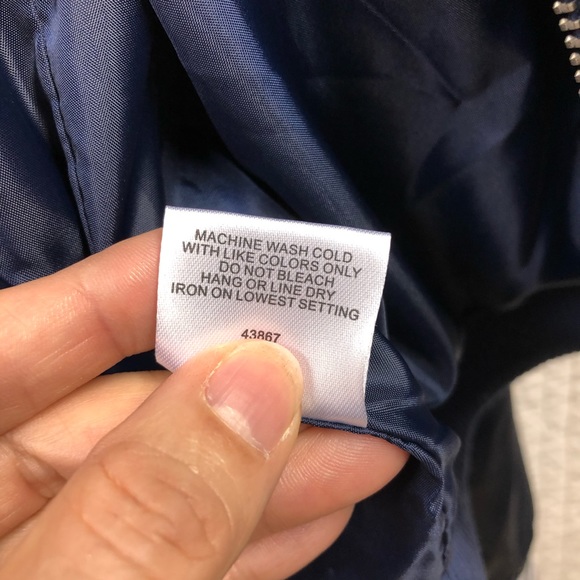 MACHINE WASH COLD
WITH LIKE COLORS ONLY
DO NOT BLEACH
HANG OR LINE DRY
IRON ON LOWEST SETTING
43867